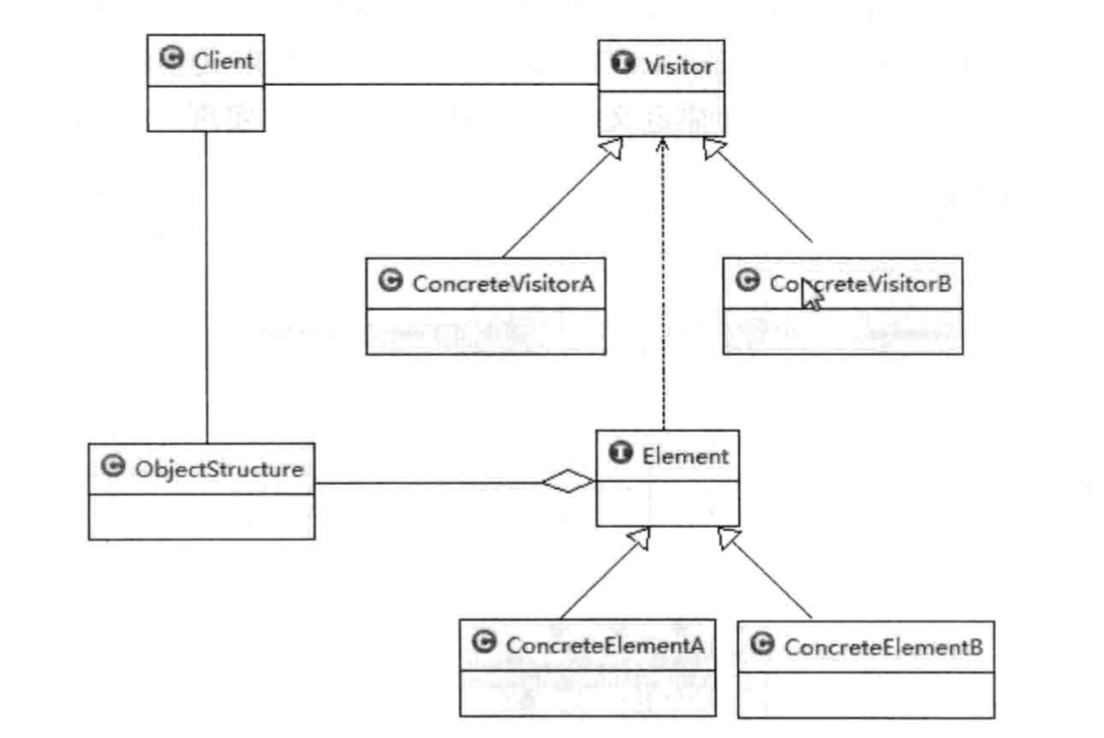 C Client
I Visitor
C ConcreteVisitorA
C ConcreteVisitorB
C ObjectStructure
I Element
C ConcreteElementA
C ConcreteElementB